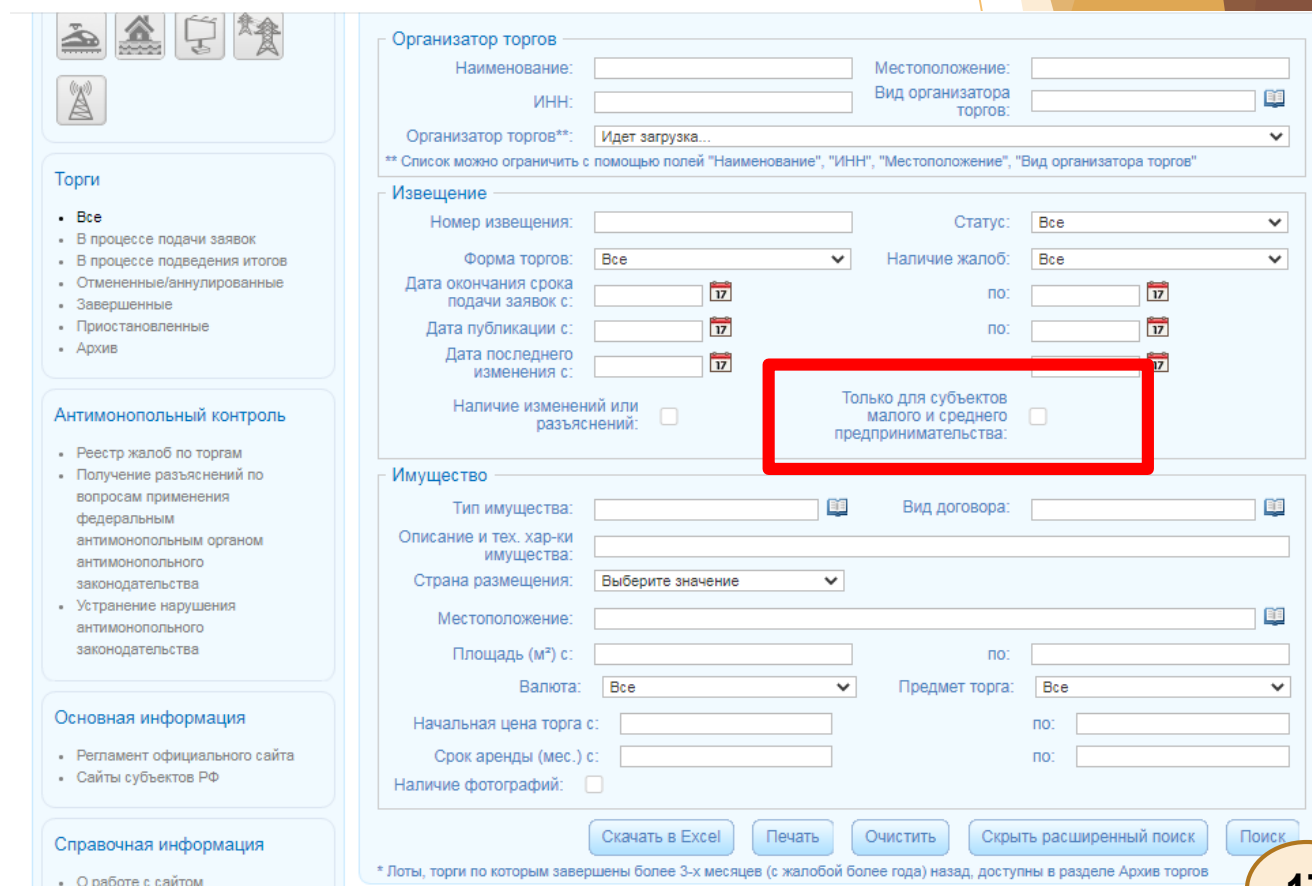 Торги
Все
В процессе подачи заявок
В процессе подведения итогов
Отмененные/аннулированные
Завершенные
Приостановленные
Архив
Антимонопольный контроль
Реестр жалоб по торгам
Получение разъяснений по
вопросам применения
федеральным
антимонопольным органом
антимонопольного
законодательства
Устранение нарушения
антимонопольного
законодательства
Основная информация
Регламент официального сайта
Сайты субъектов РФ
Справочная информация
О работе с сайтом
Организатор торгов
Наименование: Местоположение:
ИНН: Вид организатора
торгов:
Организатор торгов**: Идет загрузка...
** Список можно ограничить с помощью полей "Наименование", "ИНН", "Местоположение", "Вид организатора торгов"
Извещение
Номер извещения: Статус: Все
Форма торгов: Все Наличие жалоб: Все
Дата окончания срока
подачи заявок с: 17 по: 17
Дата публикации с: 17 по: 17
Дата последнего
изменения с: 17 17
Наличие изменений или
разъяснений:
Только для субъектов
малого и среднего
предпринимательства:
Имущество
Тип имущества: Вид договора:
Описание и тех. хар-ки
имущества:
Страна размещения: Выберите значение
Местоположение:
Площадь (м²) с: по:
Валюта: Все Предмет торга: Все
Начальная цена торга с: по:
Срок аренды (мес.) с: по:
Наличие фотографий:
Скачать в Excel Печать Очистить Скрыть расширенный поиск Поиск
* Лоты, торги по которым завершены более 3-х месяцев (с жалобой более года) назад, доступны в разделе Архив торгов